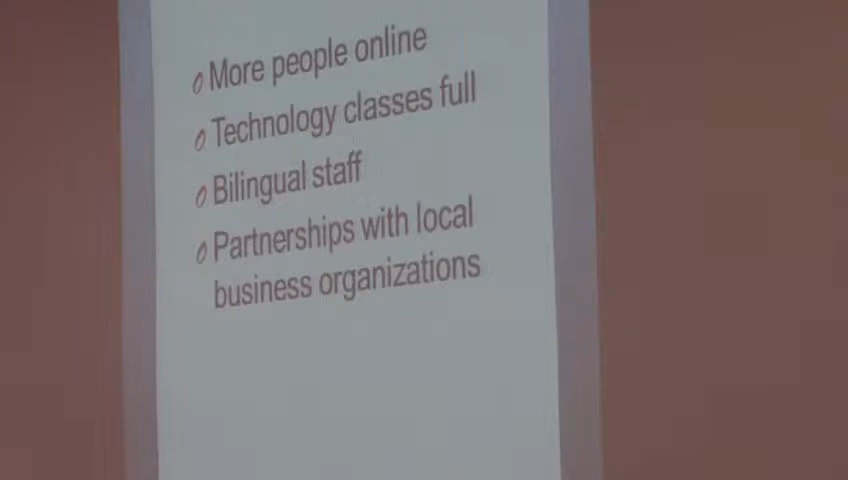 More people online
Technology classes full
Bilingual staff
Partnerships with local
business organizations